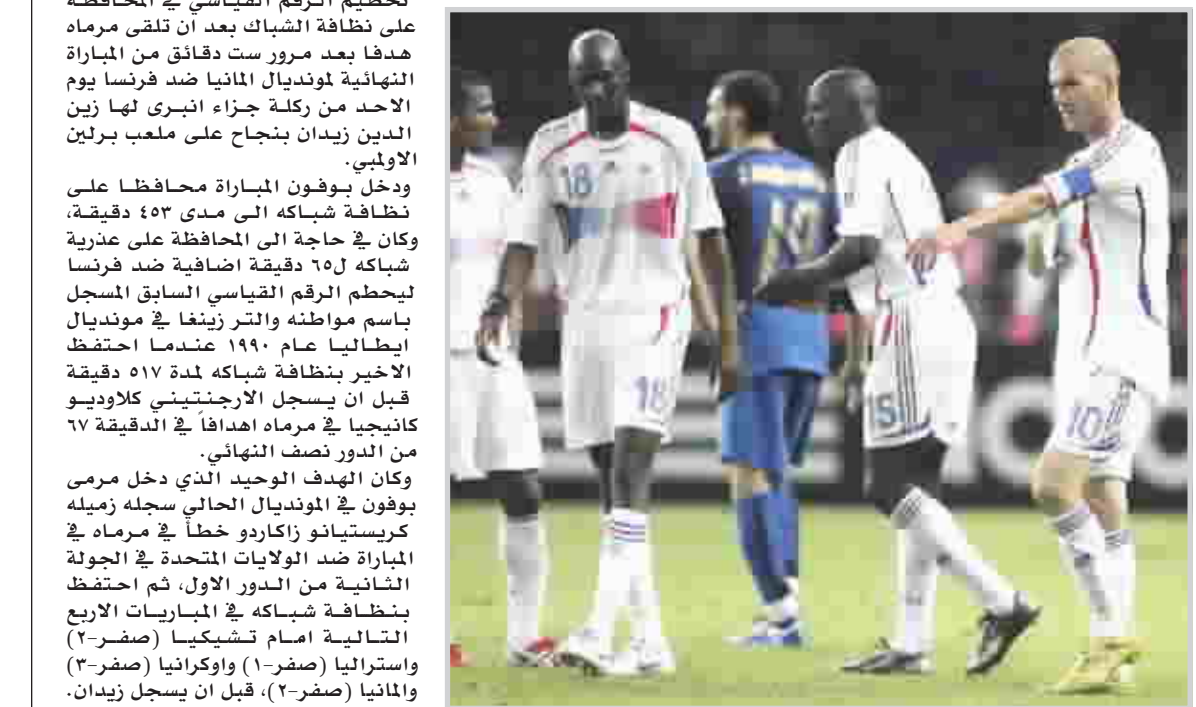 تحطيم الرقم القياسي في المحافظة
على نظافة الشباك بعد ان تلقى مرماه
هدفا بعد مرور ست دقائق من المباراة
النهائية لمونديال المانيا ضد فرنسا يوم
الاحد من ركلة جزاء انبرى لها زين
الدين زيدان بنجاح على ملعب برلين
الاولمبي.
ودخل بوفون المباراة محافظا على
نظافة شباكه الى مدى ٤٥٣ دقيقة،
وكان في حاجة الى المحافظة على عذرية
شباكه ل٦٥ دقيقة اضافية ضد فرنسا
ليحطم الرقم القياسي السابق المسجل
باسم مواطنه والتر زينغا في مونديال
ايطاليا عام ١٩٩٠ عندما احتفظ
الاخير بنظافة شباكه لمدة ٥١٧ دقيقة
قبل ان يسجل الارجنتيني كلاوديو
كانيجيا في مرماه اهدافاً في الدقيقة ٦٧
من الدور نصف النهائي.
وكان الهدف الوحيد الذي دخل مرمى
بوفون في المونديال الحالي سجله زميله
كريستيانو زاكاردو خطأ في مرماه في
المباراة ضد الولايات المتحدة في الجولة
الثانية من الدور الاول، ثم احتفظ
بنظافة شباكه في المباريات الاربع
التالية امام تشيكيا (صفر-٢)
واستراليا (صفر-١) واوكرانيا (صفر-٣)
والمانيا (صفر-٢)، قبل ان يسجل زيدان.
18
18
15
10